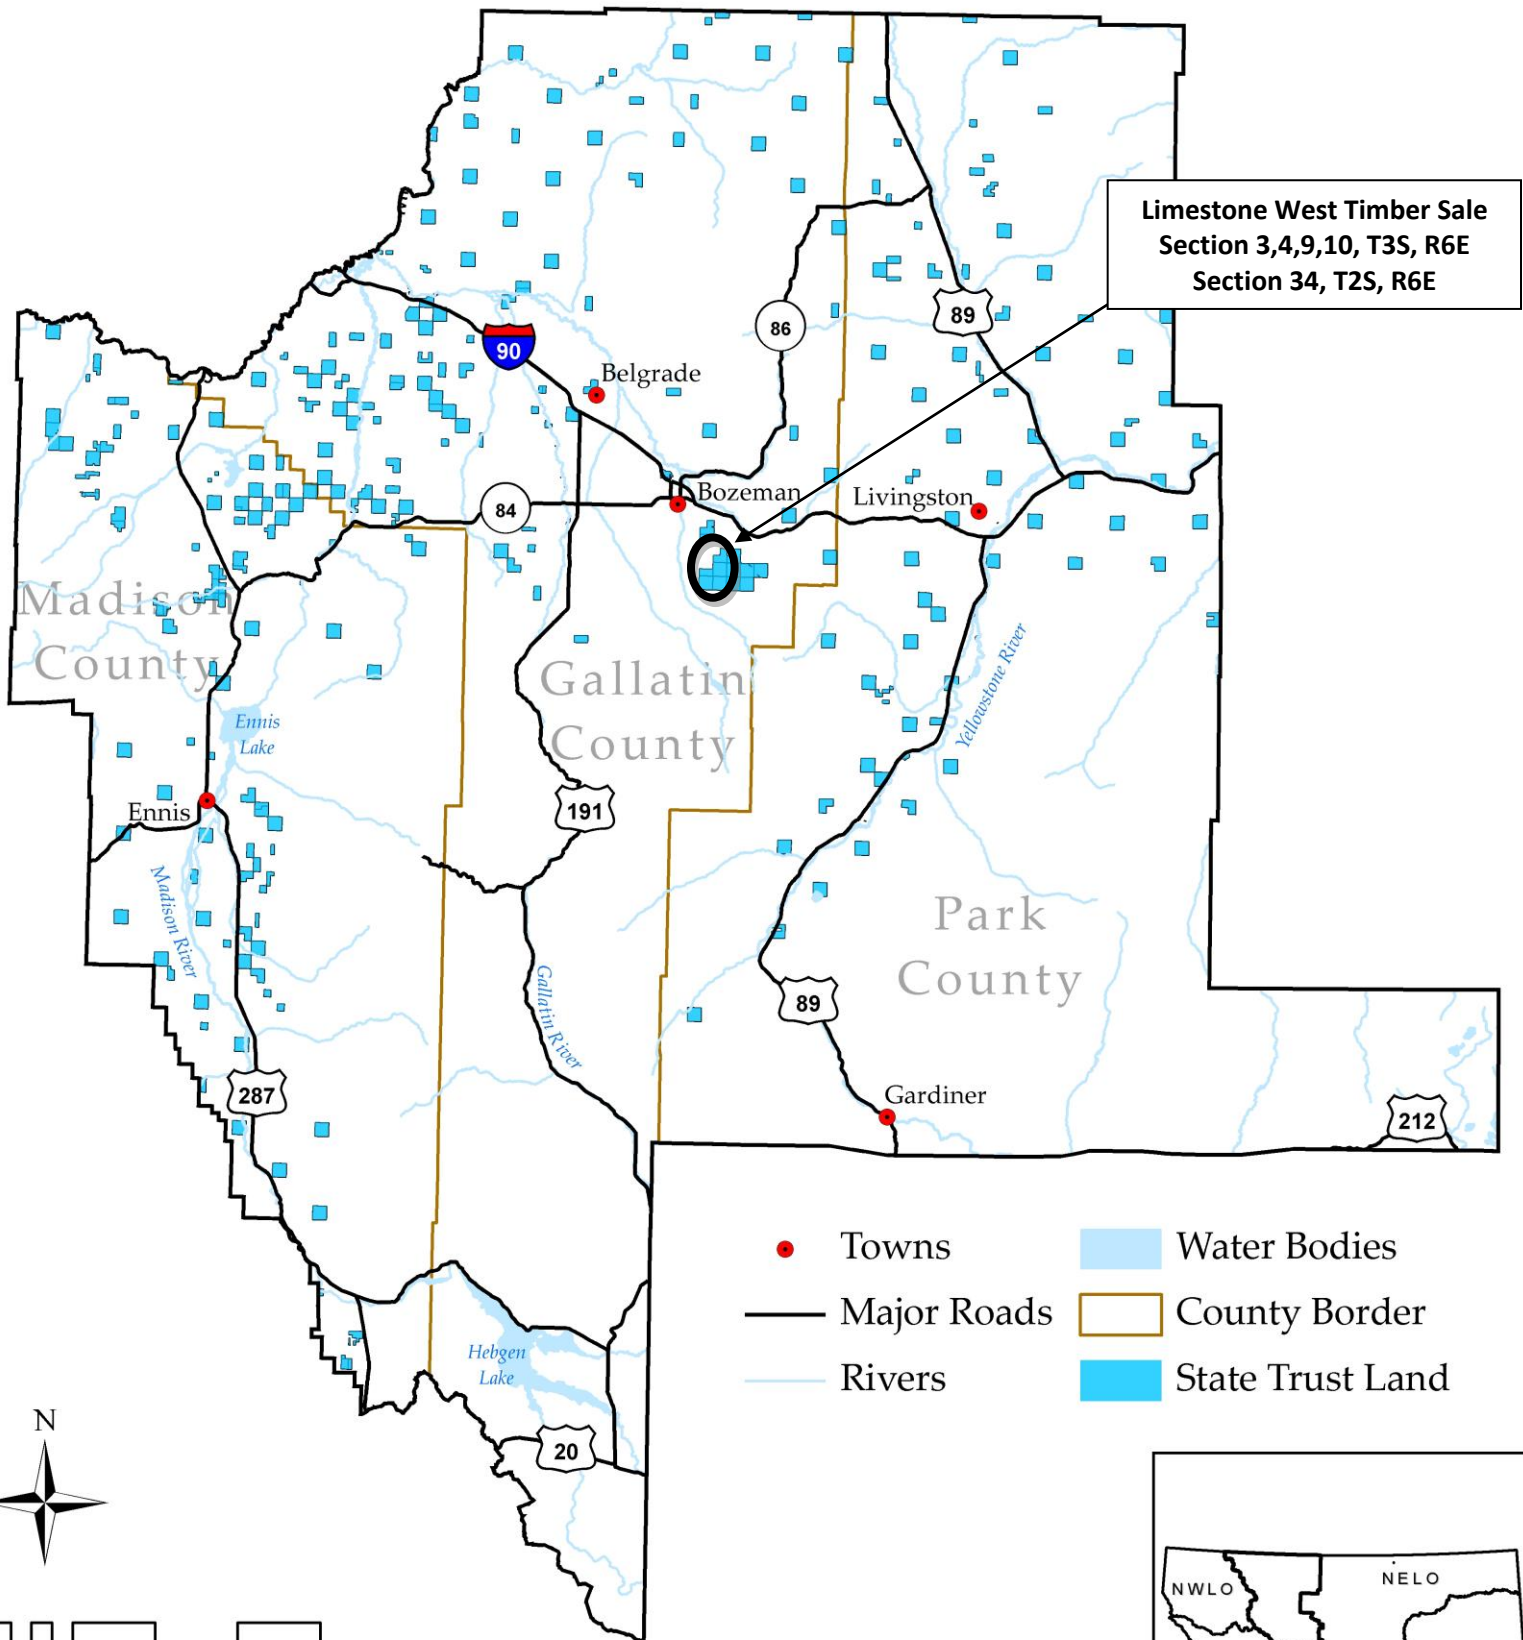 Limestone West Timber Sale
Section 3,4,9,10, T3S, R6E
Section 34, T2S, R6E
86
89
90
Belgrade
Bozeman
Livingston
84
Madison
County
Gallatin
County
Yellowstone River
Ennis
Lake
Ennis
191
Madison River
Park
County
Gallatin River
89
287
Gardiner
212
Towns
Water Bodies
Major Roads
County Border
Rivers
State Trust Land
Hebgen
Lake
20
N
NWLO
NELO